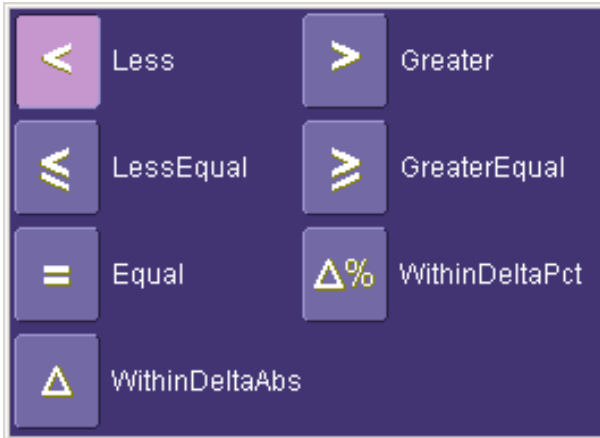 < Less > Greater
≤ LessEqual ≥ GreaterEqual
= Equal Δ% WithinDeltaPct
Δ WithinDeltaAbs